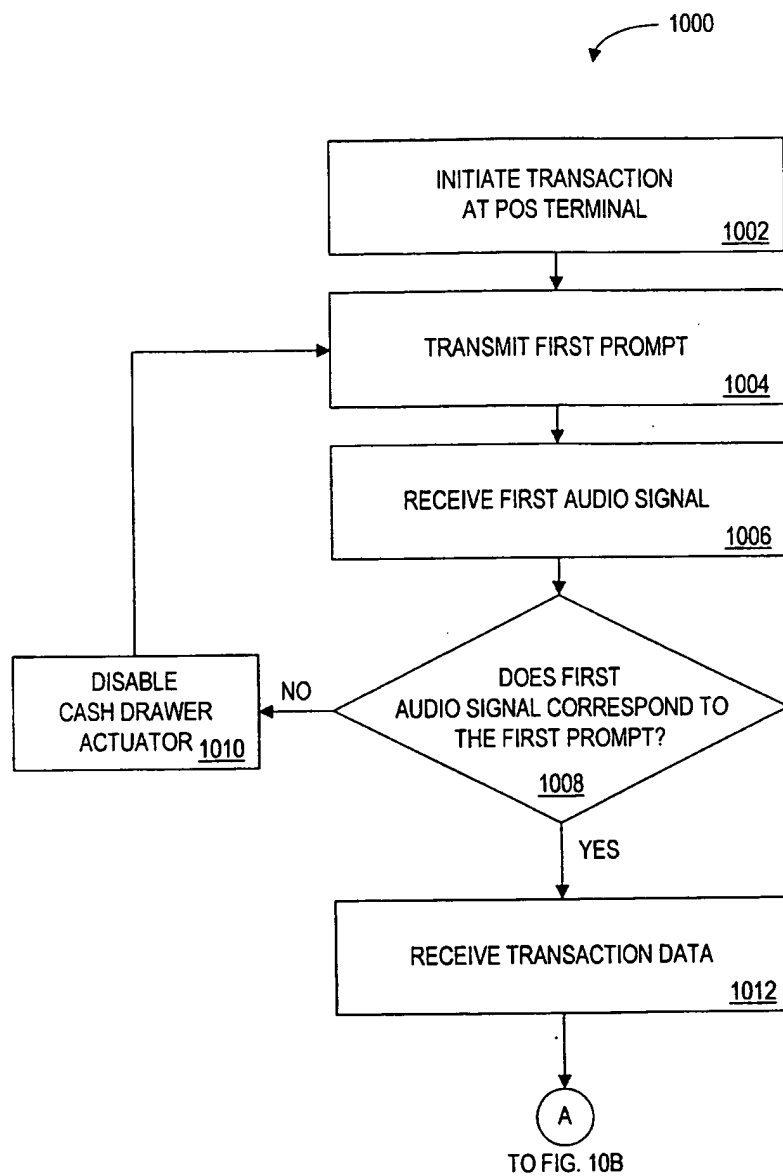 1000
INITIATE TRANSACTION
AT POS TERMINAL
1002
TRANSMIT FIRST PROMPT
1004
RECEIVE FIRST AUDIO SIGNAL
1006
DOES FIRST
AUDIO SIGNAL CORRESPOND TO
THE FIRST PROMPT?
1008
NO
DISABLE
CASH DRAWER
ACTUATOR
1010
YES
RECEIVE TRANSACTION DATA
1012
A
TO FIG. 10B